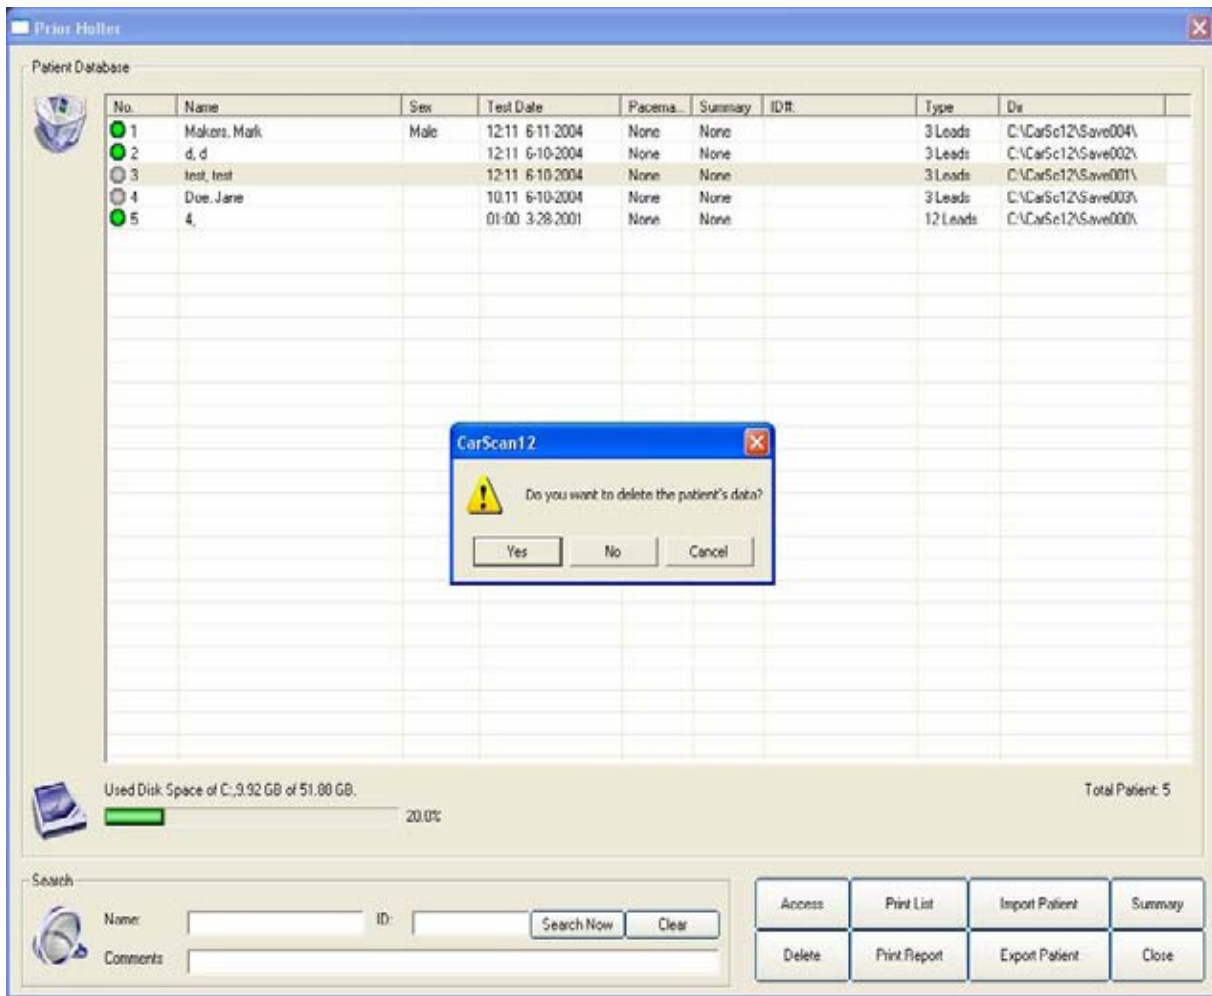 Prior Holter
Patient Database
No. Name Sex Test Date Pacema... Summary ID#: Type Dir
1 Makers, Mark Male 12:11 6-11-2004 None None 3 Leads C:\CarSc12\Save004\
2 d, d 12:11 6-10-2004 None None 3 Leads C:\CarSc12\Save002\
3 test, test 12:11 6-10-2004 None None 3 Leads C:\CarSc12\Save001\
4 Doe, Jane 10:11 6-10-2004 None None 3 Leads C:\CarSc12\Save003\
5 4, 01:00 3-28-2001 None None 12 Leads C:\CarSc12\Save000\
CarScan12
Do you want to delete the patient's data?
Yes No Cancel
Used Disk Space of C:,9.92 GB of 51.88 GB. Total Patient: 5
20.0%
Search
Name: ID: Search Now Clear
Comments
Access Print List Import Patient Summary
Delete Print Report Export Patient Close